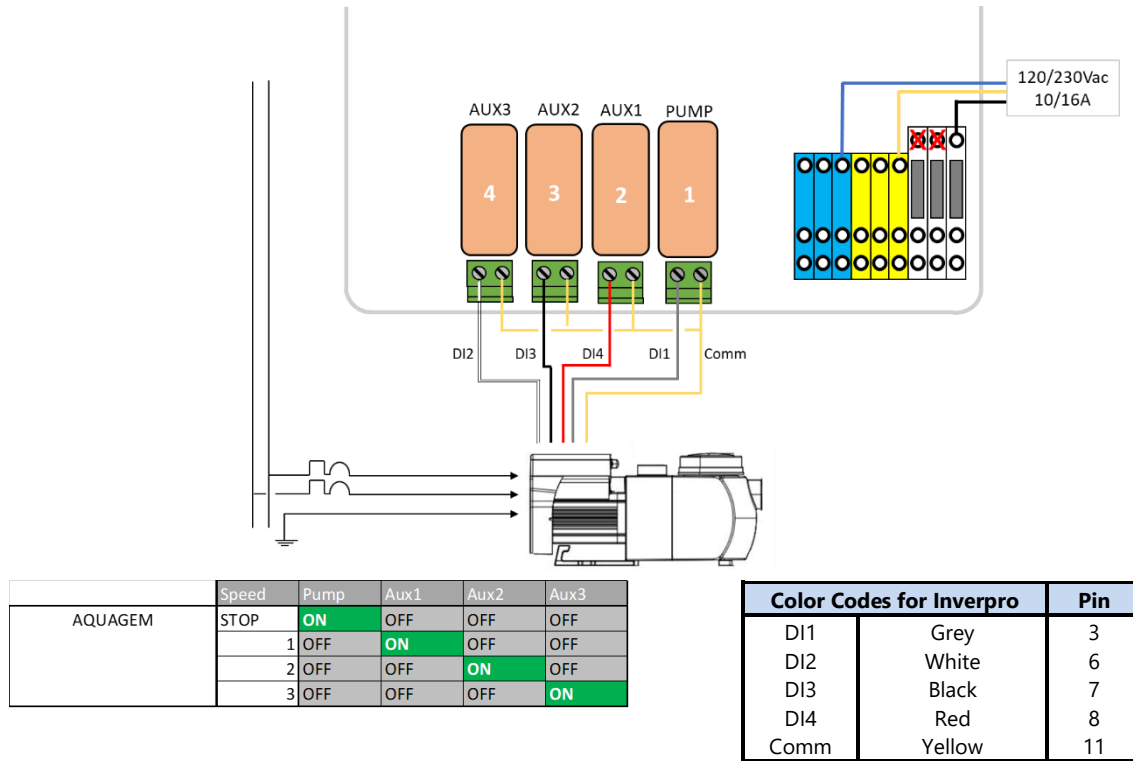 120/230Vac
10/16A
AUX3 AUX2 AUX1 PUMP
4 3 2 1
DI2 DI3 DI4 DI1 Comm
Speed Pump Aux1 Aux2 Aux3
AQUAGEM STOP ON OFF OFF OFF
1 OFF ON OFF OFF
2 OFF OFF ON OFF
3 OFF OFF OFF ON
Color Codes for Inverpro Pin
DI1 Grey 3
DI2 White 6
DI3 Black 7
DI4 Red 8
Comm Yellow 11